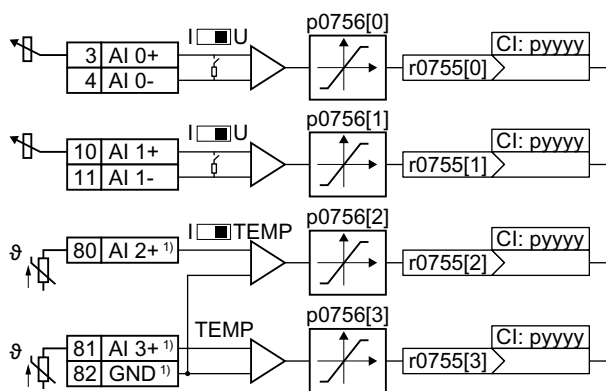 p0756[0]
I U
CI: pyyyy
3 AI 0+
4 AI 0-
r0755[0]
p0756[1]
I U
CI: pyyyy
10 AI 1+
11 AI 1-
r0755[1]
p0756[2]
I TEMP
CI: pyyyy
ϑ
80 AI 2+ 1)
r0755[2]
p0756[3]
TEMP
CI: pyyyy
ϑ
81 AI 3+ 1)
82 GND 1)
r0755[3]